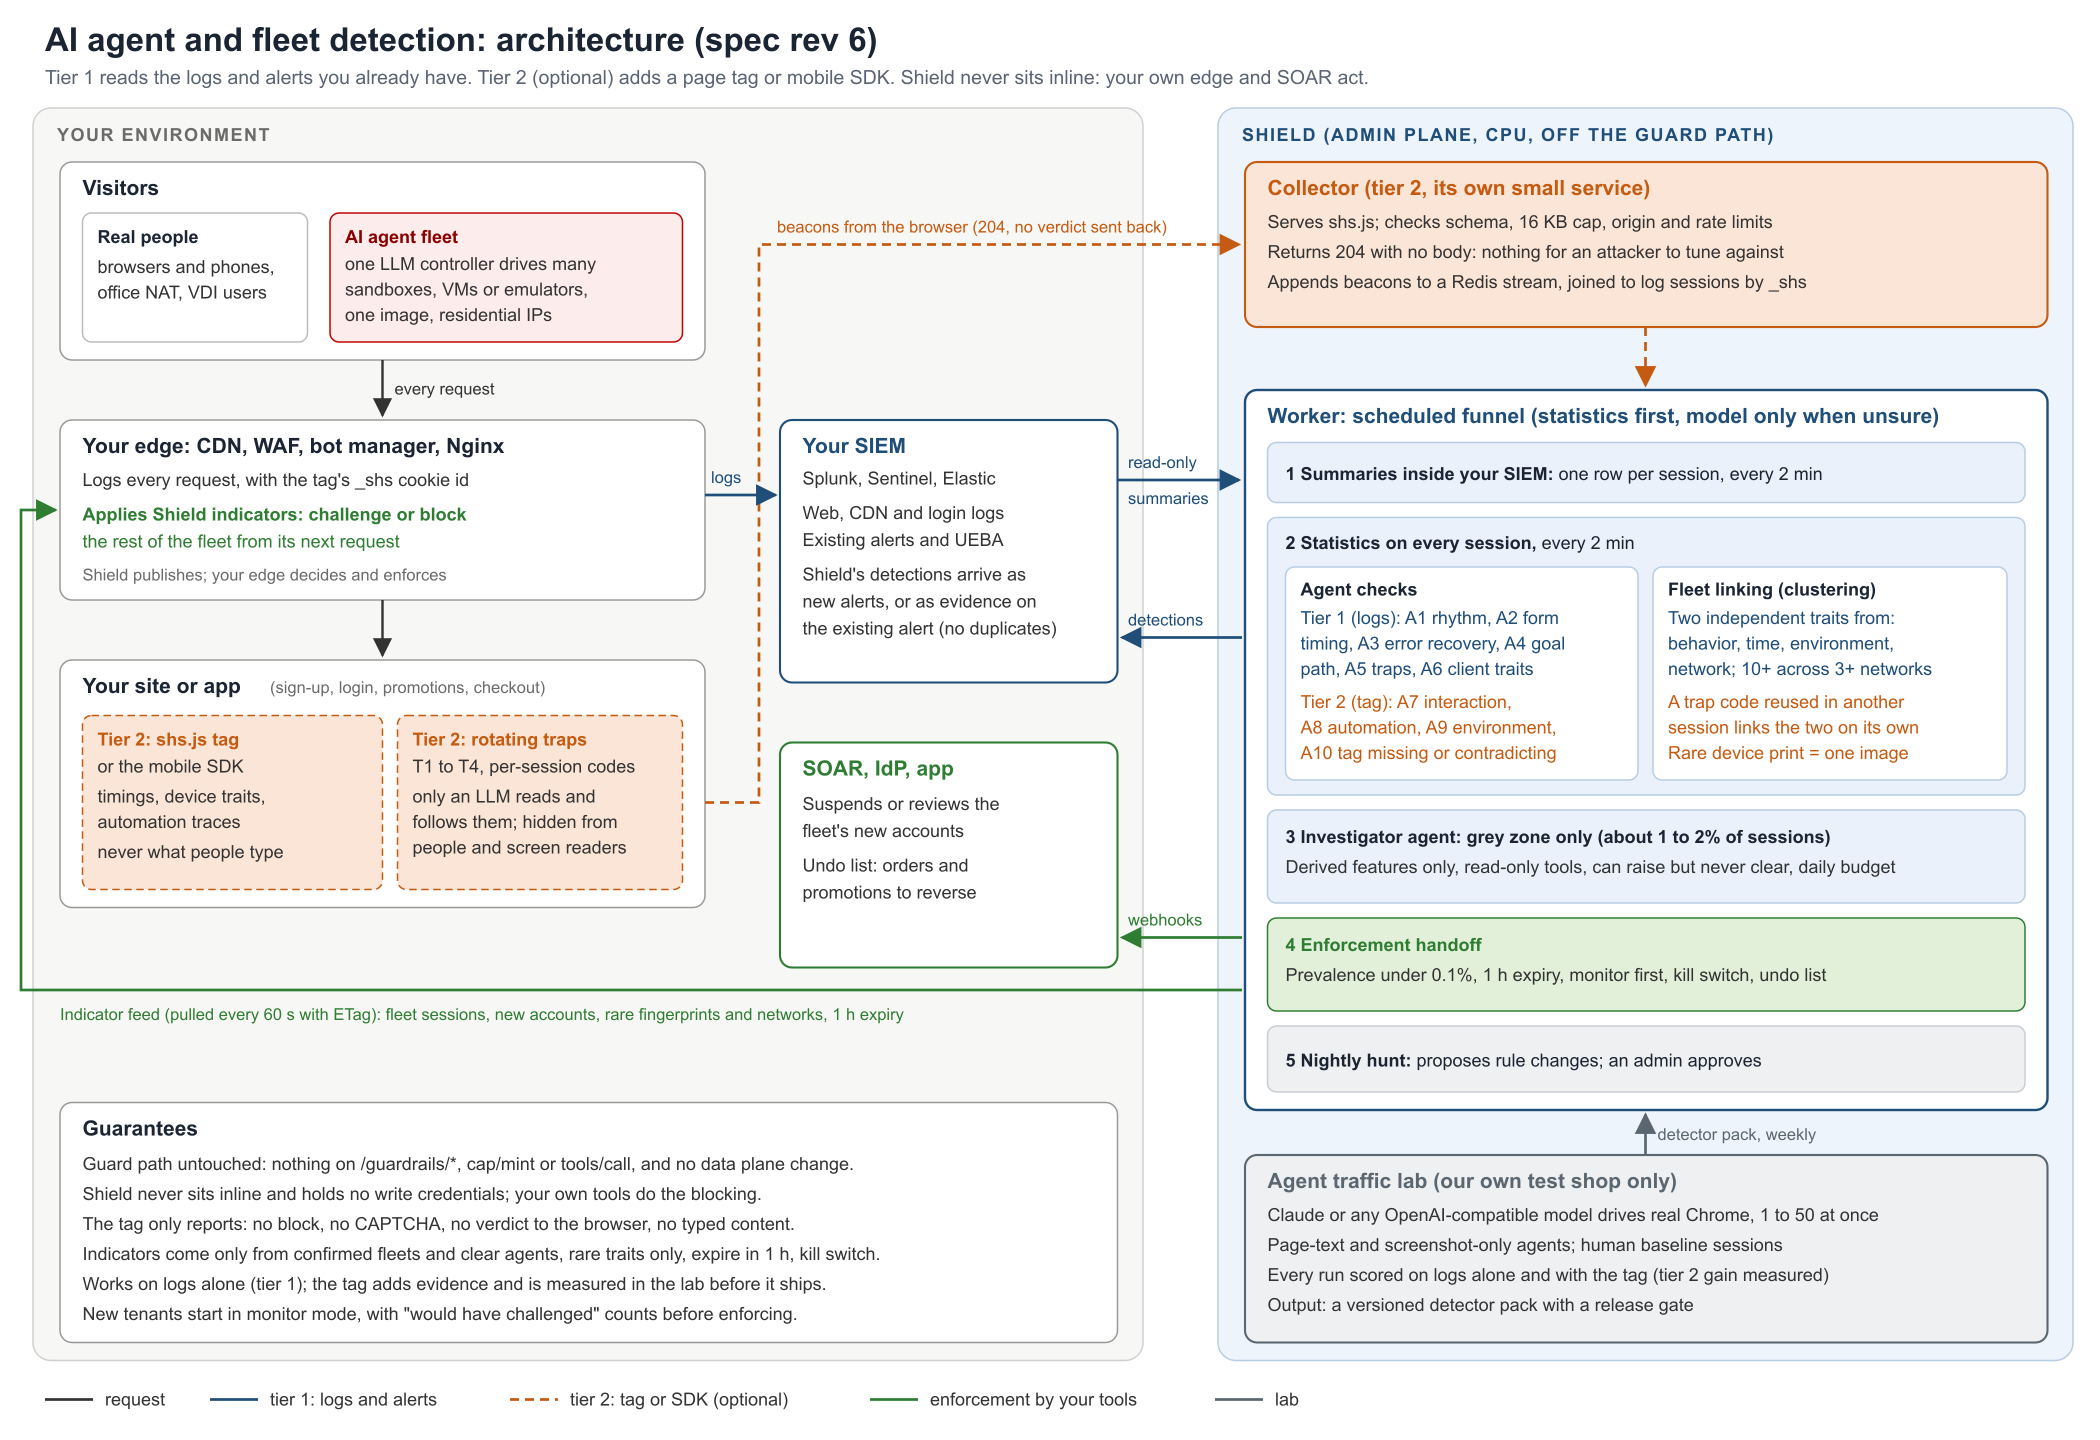 AI agent and fleet detection: architecture (spec rev 6)
Tier 1 reads the logs and alerts you already have. Tier 2 (optional) adds a page tag or mobile SDK. Shield never sits inline: your own edge and SOAR act.
YOUR ENVIRONMENT
Visitors
Real people
browsers and phones,
office NAT, VDI users
AI agent fleet
one LLM controller drives many
sandboxes, VMs or emulators,
one image, residential IPs
every request
Your edge: CDN, WAF, bot manager, Nginx
Logs every request, with the tag's _shs cookie id
Applies Shield indicators: challenge or block
the rest of the fleet from its next request
Shield publishes; your edge decides and enforces
logs
Your site or app (sign-up, login, promotions, checkout)
Tier 2: shs.js tag
or the mobile SDK
timings, device traits,
automation traces
never what people type
Tier 2: rotating traps
T1 to T4, per-session codes
only an LLM reads and
follows them; hidden from
people and screen readers
beacons from the browser (204, no verdict sent back)
Your SIEM
Splunk, Sentinel, Elastic
Web, CDN and login logs
Existing alerts and UEBA
Shield's detections arrive as
new alerts, or as evidence on
the existing alert (no duplicates)
read-only
summaries
detections
SOAR, IdP, app
Suspends or reviews the
fleet's new accounts
Undo list: orders and
promotions to reverse
webhooks
Indicator feed (pulled every 60 s with ETag): fleet sessions, new accounts, rare fingerprints and networks, 1 h expiry
Guarantees
Guard path untouched: nothing on /guardrails/*, cap/mint or tools/call, and no data plane change.
Shield never sits inline and holds no write credentials; your own tools do the blocking.
The tag only reports: no block, no CAPTCHA, no verdict to the browser, no typed content.
Indicators come only from confirmed fleets and clear agents, rare traits only, expire in 1 h, kill switch.
Works on logs alone (tier 1); the tag adds evidence and is measured in the lab before it ships.
New tenants start in monitor mode, with "would have challenged" counts before enforcing.
SHIELD (ADMIN PLANE, CPU, OFF THE GUARD PATH)
Collector (tier 2, its own small service)
Serves shs.js; checks schema, 16 KB cap, origin and rate limits
Returns 204 with no body: nothing for an attacker to tune against
Appends beacons to a Redis stream, joined to log sessions by _shs
Worker: scheduled funnel (statistics first, model only when unsure)
1 Summaries inside your SIEM: one row per session, every 2 min
2 Statistics on every session, every 2 min
Agent checks
Tier 1 (logs): A1 rhythm, A2 form
timing, A3 error recovery, A4 goal
path, A5 traps, A6 client traits
Tier 2 (tag): A7 interaction,
A8 automation, A9 environment,
A10 tag missing or contradicting
Fleet linking (clustering)
Two independent traits from:
behavior, time, environment,
network; 10+ across 3+ networks
A trap code reused in another
session links the two on its own
Rare device print = one image
3 Investigator agent: grey zone only (about 1 to 2% of sessions)
Derived features only, read-only tools, can raise but never clear, daily budget
4 Enforcement handoff
Prevalence under 0.1%, 1 h expiry, monitor first, kill switch, undo list
5 Nightly hunt: proposes rule changes; an admin approves
detector pack, weekly
Agent traffic lab (our own test shop only)
Claude or any OpenAI-compatible model drives real Chrome, 1 to 50 at once
Page-text and screenshot-only agents; human baseline sessions
Every run scored on logs alone and with the tag (tier 2 gain measured)
Output: a versioned detector pack with a release gate
request
tier 1: logs and alerts
tier 2: tag or SDK (optional)
enforcement by your tools
lab